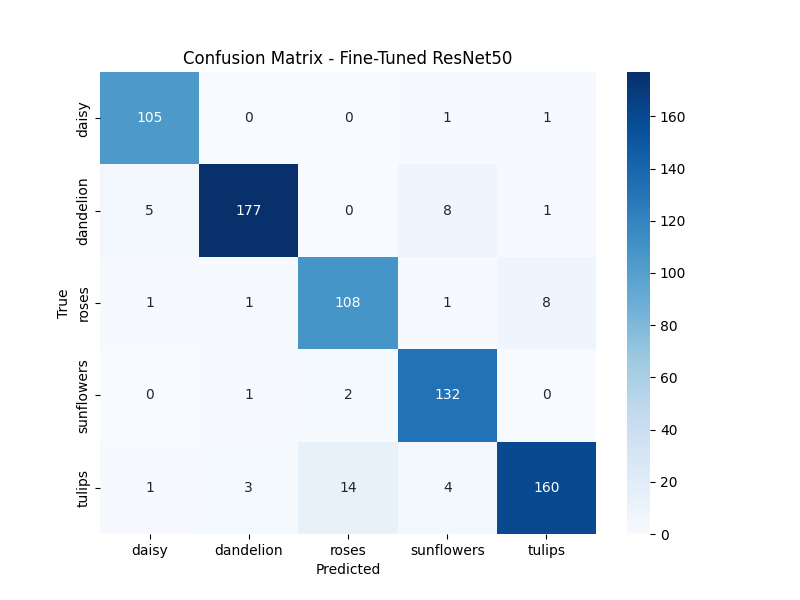 Confusion Matrix - Fine-Tuned ResNet50
daisy 105 0 0 1 1
dandelion 5 177 0 8 1
roses 1 1 108 1 8
sunflowers 0 1 2 132 0
tulips 1 3 14 4 160
True
daisy dandelion roses sunflowers tulips
Predicted
160
140
120
100
80
60
40
20
0